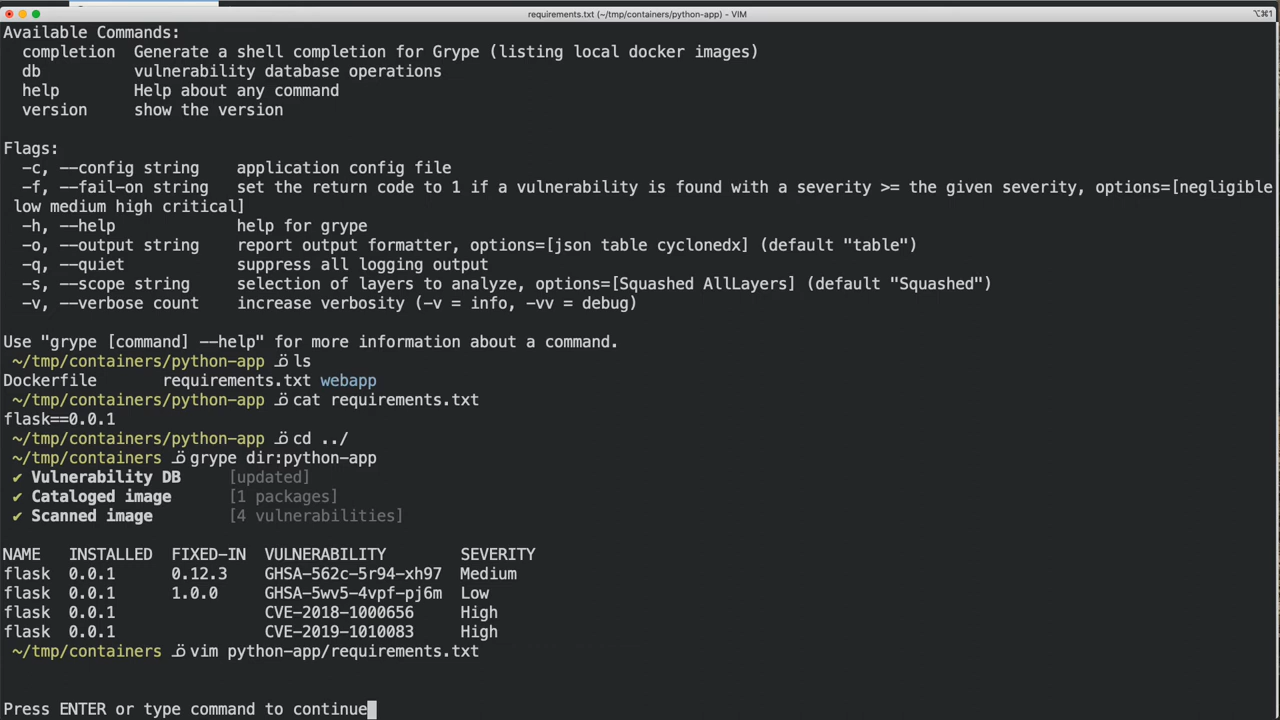 requirements.txt (~/tmp/containers/python-app) - VIM
⌥⌘1
Available Commands:
completion Generate a shell completion for Grype (listing local docker images)
db vulnerability database operations
help Help about any command
version show the version
Flags:
-c, --config string application config file
-f, --fail-on string set the return code to 1 if a vulnerability is found with a severity >= the given severity, options=[negligible
low medium high critical]
-h, --help help for grype
-o, --output string report output formatter, options=[json table cyclonedx] (default "table")
-q, --quiet suppress all logging output
-s, --scope string selection of layers to analyze, options=[Squashed AllLayers] (default "Squashed")
-v, --verbose count increase verbosity (-v = info, -vv = debug)
Use "grype [command] --help" for more information about a command.
~/tmp/containers/python-app ls
Dockerfile requirements.txt webapp
~/tmp/containers/python-app cat requirements.txt
flask==0.0.1
~/tmp/containers/python-app cd ../
~/tmp/containers grype dir:python-app
✔ Vulnerability DB [updated]
✔ Cataloged image [1 packages]
✔ Scanned image [4 vulnerabilities]
NAME INSTALLED FIXED-IN VULNERABILITY SEVERITY
flask 0.0.1 0.12.3 GHSA-562c-5r94-xh97 Medium
flask 0.0.1 1.0.0 GHSA-5wv5-4vpf-pj6m Low
flask 0.0.1 CVE-2018-1000656 High
flask 0.0.1 CVE-2019-1010083 High
~/tmp/containers vim python-app/requirements.txt
Press ENTER or type command to continue